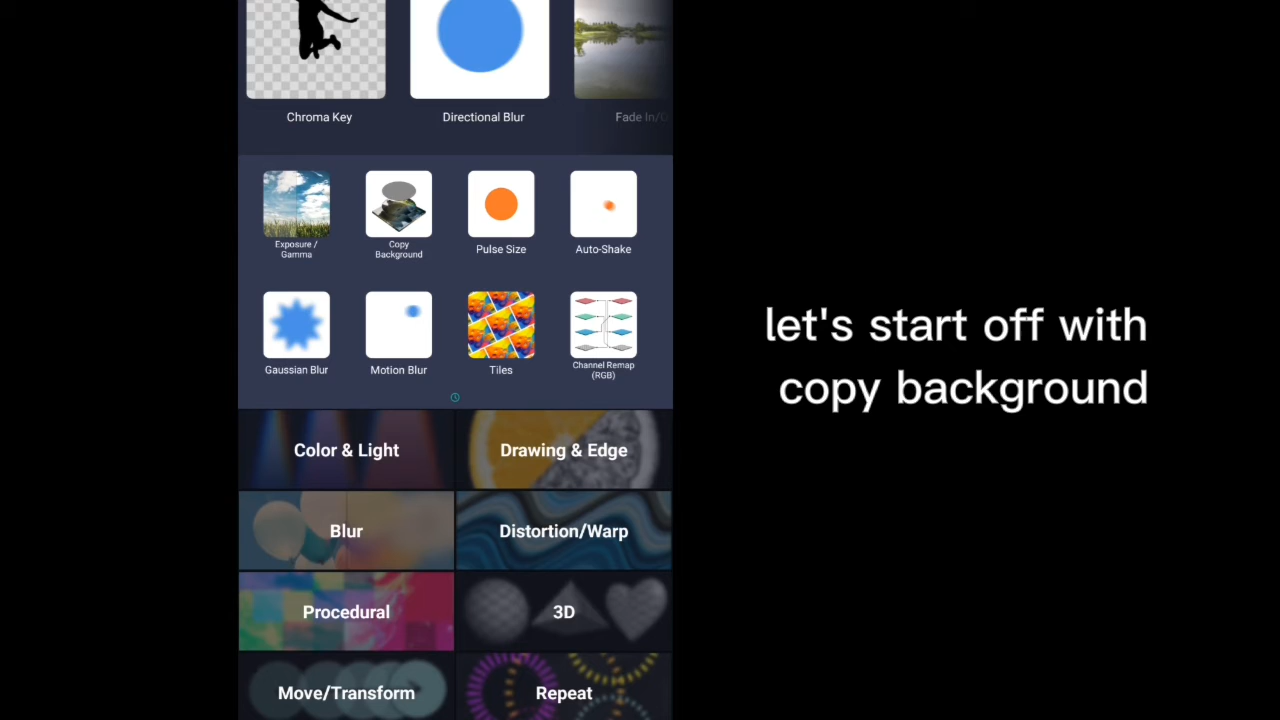 Chroma Key
Directional Blur
Fade In/O
Exposure /
Gamma
Copy
Background
Pulse Size
Auto-Shake
Gaussian Blur
Motion Blur
Tiles
Channel Remap
(RGB)
Color & Light
Drawing & Edge
Blur
Distortion/Warp
Procedural
3D
Move/Transform
Repeat
let's start off with
copy background